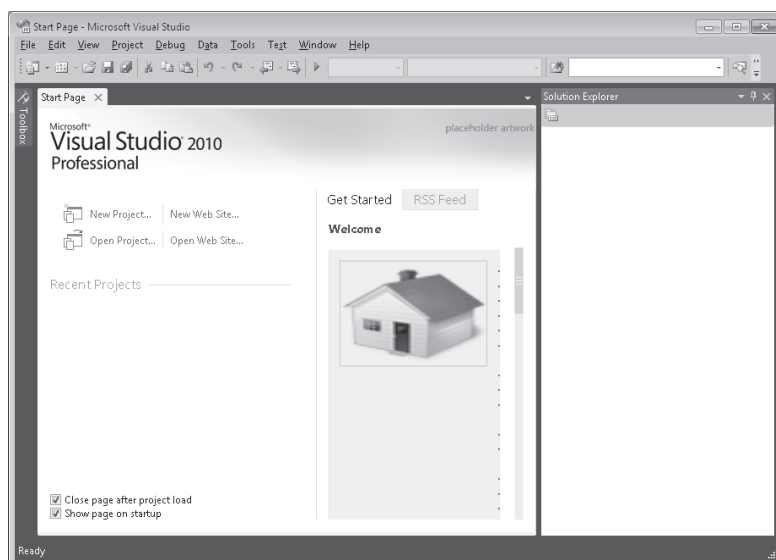 Start Page - Microsoft Visual Studio
File Edit View Project Debug Data Tools Test Window Help
Start Page
Solution Explorer
Toolbox
Microsoft®
Visual Studio® 2010
Professional
placeholder artwork
New Project... New Web Site...
Open Project... Open Web Site...
Recent Projects
Get Started RSS Feed
Welcome
Close page after project load
Show page on startup
Ready